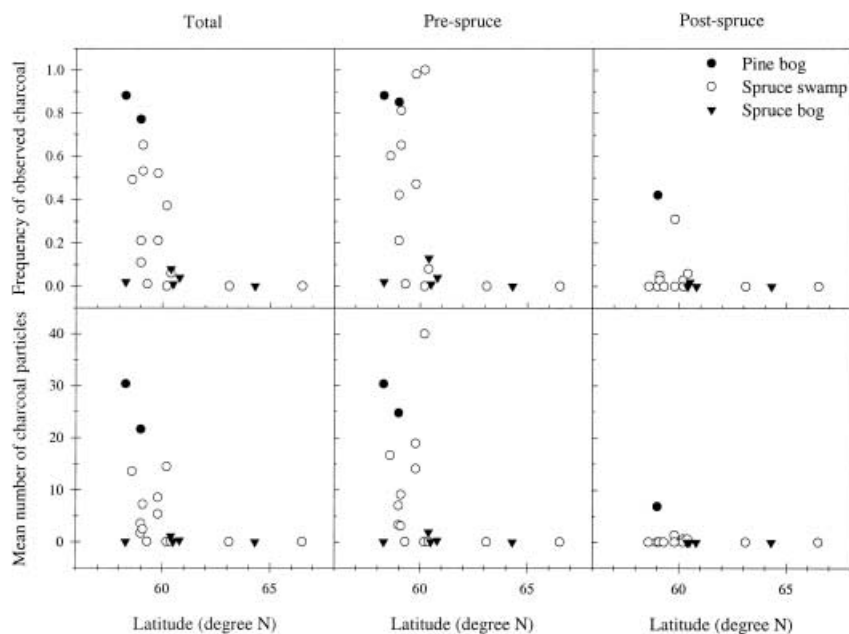 Total
Pre-spruce
Post-spruce
Frequency of observed charcoal
1.0
0.8
0.6
0.4
0.2
0.0
Pine bog
Spruce swamp
Spruce bog
Mean number of charcoal particles
40
30
20
10
0
60
65
60
65
60
65
Latitude (degree N)
Latitude (degree N)
Latitude (degree N)